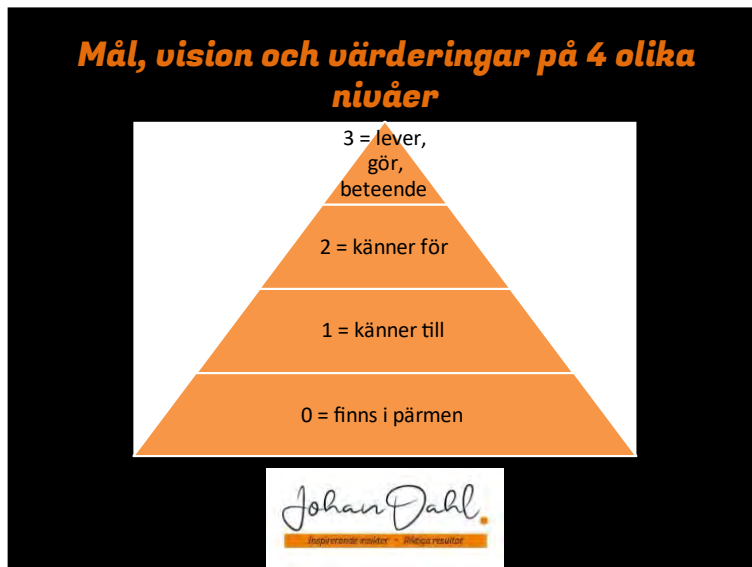 Mål, vision och värderingar på 4 olika
nivåer
3 = lever,
gör,
beteende
2 = känner för
1 = känner till
0 = finns i pärmen
Johan Dahl.
Inspirerande insikter ~ Riktiga resultat